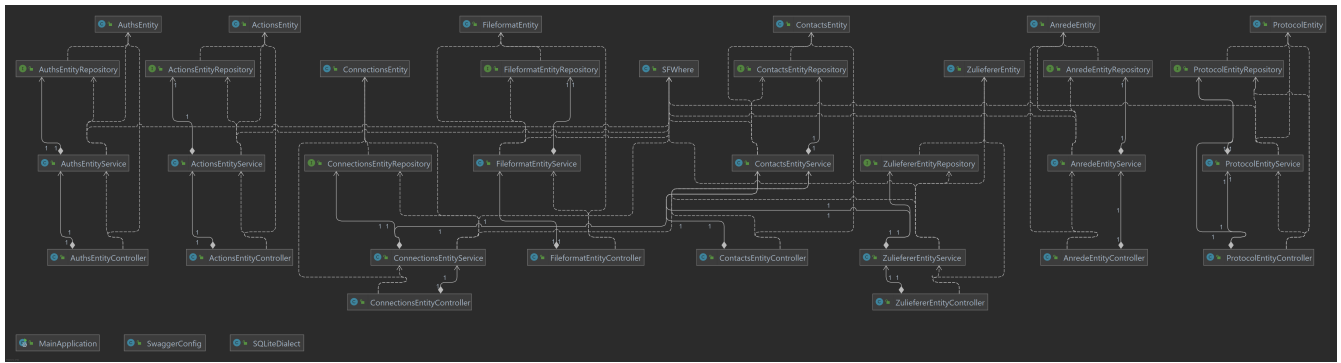 AuthsEntity
ActionsEntity
FileformatEntity
ContactsEntity
AnredeEntity
ProtocolEntity
AuthsEntityRepository
ActionsEntityRepository
ConnectionsEntity
FileformatEntityRepository
SFWhere
ContactsEntityRepository
ZuliefererEntity
AnredeEntityRepository
ProtocolEntityRepository
AuthsEntityService
ActionsEntityService
ConnectionsEntityRepository
FileformatEntityService
ContactsEntityService
ZuliefererEntityRepository
AnredeEntityService
ProtocolEntityService
AuthsEntityController
ActionsEntityController
ConnectionsEntityService
FileformatEntityController
ContactsEntityController
ZuliefererEntityService
AnredeEntityController
ProtocolEntityController
ConnectionsEntityController
ZuliefererEntityController
MainApplication
SwaggerConfig
SQLiteDialect